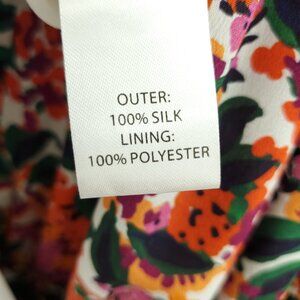 OUTER:
100% SILK
LINING:
100% POLYESTER